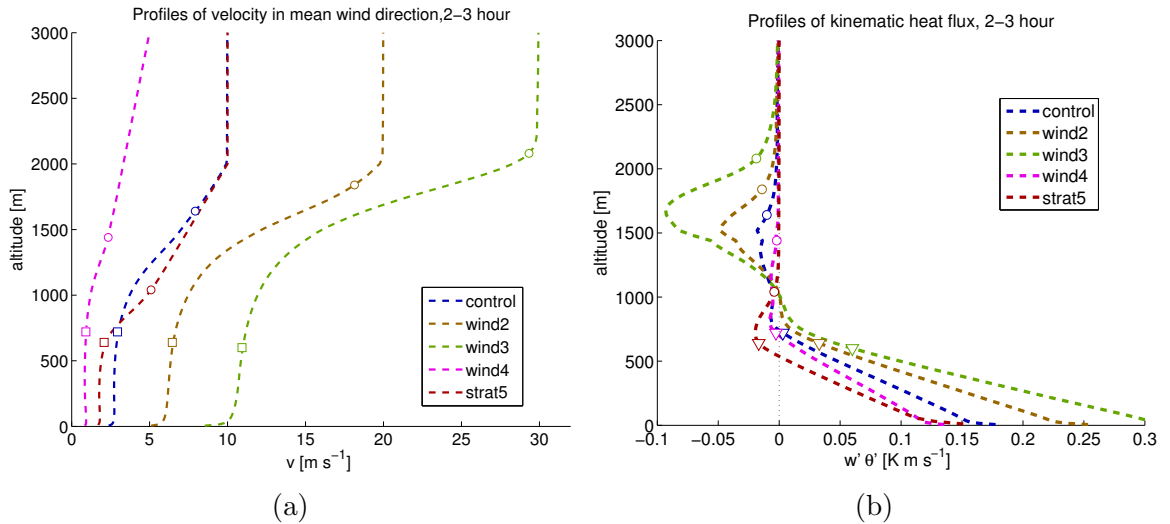 Profiles of velocity in mean wind direction,2−3 hour
3000
2500
2000
1500
1000
500
0
altitude [m]
control
wind2
wind3
wind4
strat5
0 5 10 15 20 25 30
v [m s−1]
(a)
Profiles of kinematic heat flux, 2−3 hour
3000
2500
2000
1500
1000
500
0
altitude [m]
control
wind2
wind3
wind4
strat5
−0.1 −0.05 0 0.05 0.1 0.15 0.2 0.25 0.3
w' θ' [K m s−1]
(b)